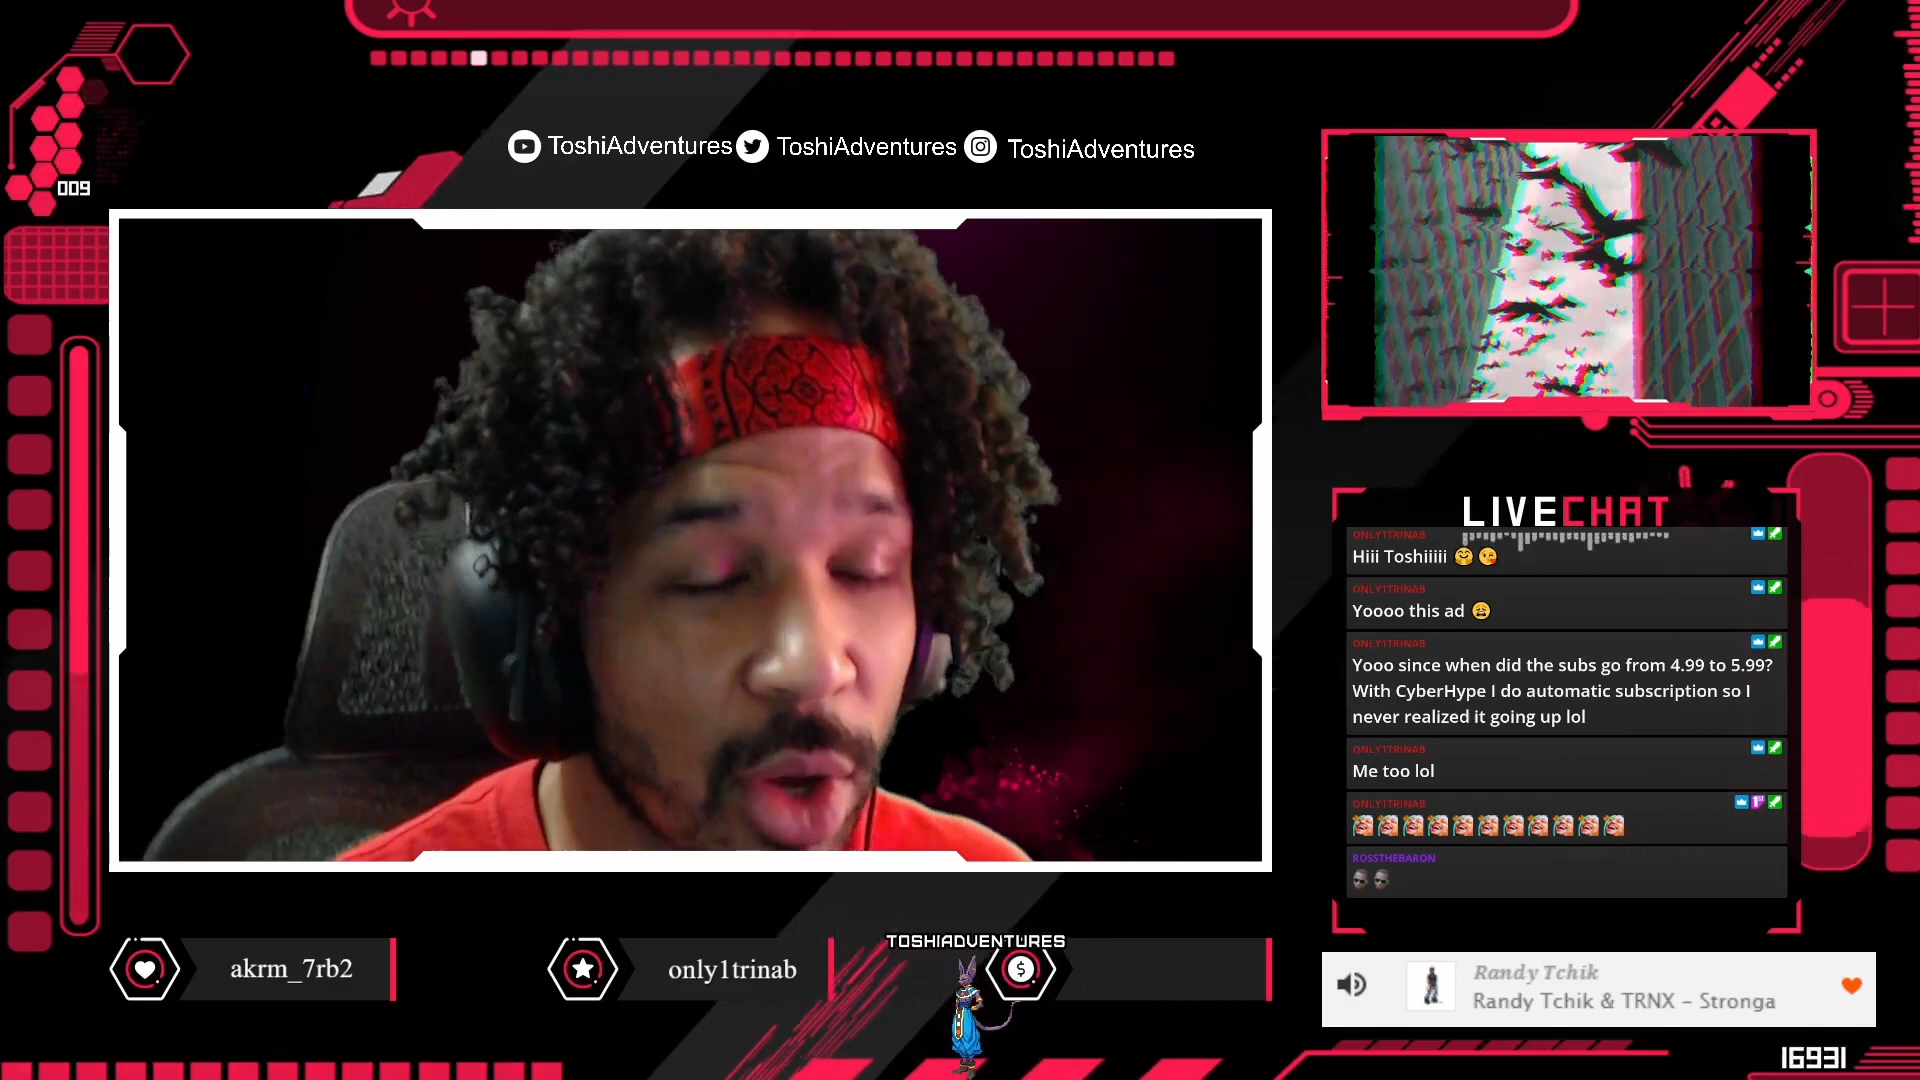 ToshiAdventures ToshiAdventures ToshiAdventures
009
LIVECHAT
ONLY1TRINAB
Hiii Toshiiiii 🤗 😘
ONLY1TRINAB
Yoooo this ad 😩
ONLY1TRINAB
Yooo since when did the subs go from 4.99 to 5.99?
With CyberHype I do automatic subscription so I
never realized it going up lol
ONLY1TRINAB
Me too lol
ONLY1TRINAB
1ST
ROSSTHEBARON
akrm_7rb2
only1trinab
TOSHIADVENTURES
$
Randy Tchik
Randy Tchik & TRNX – Stronga
16931